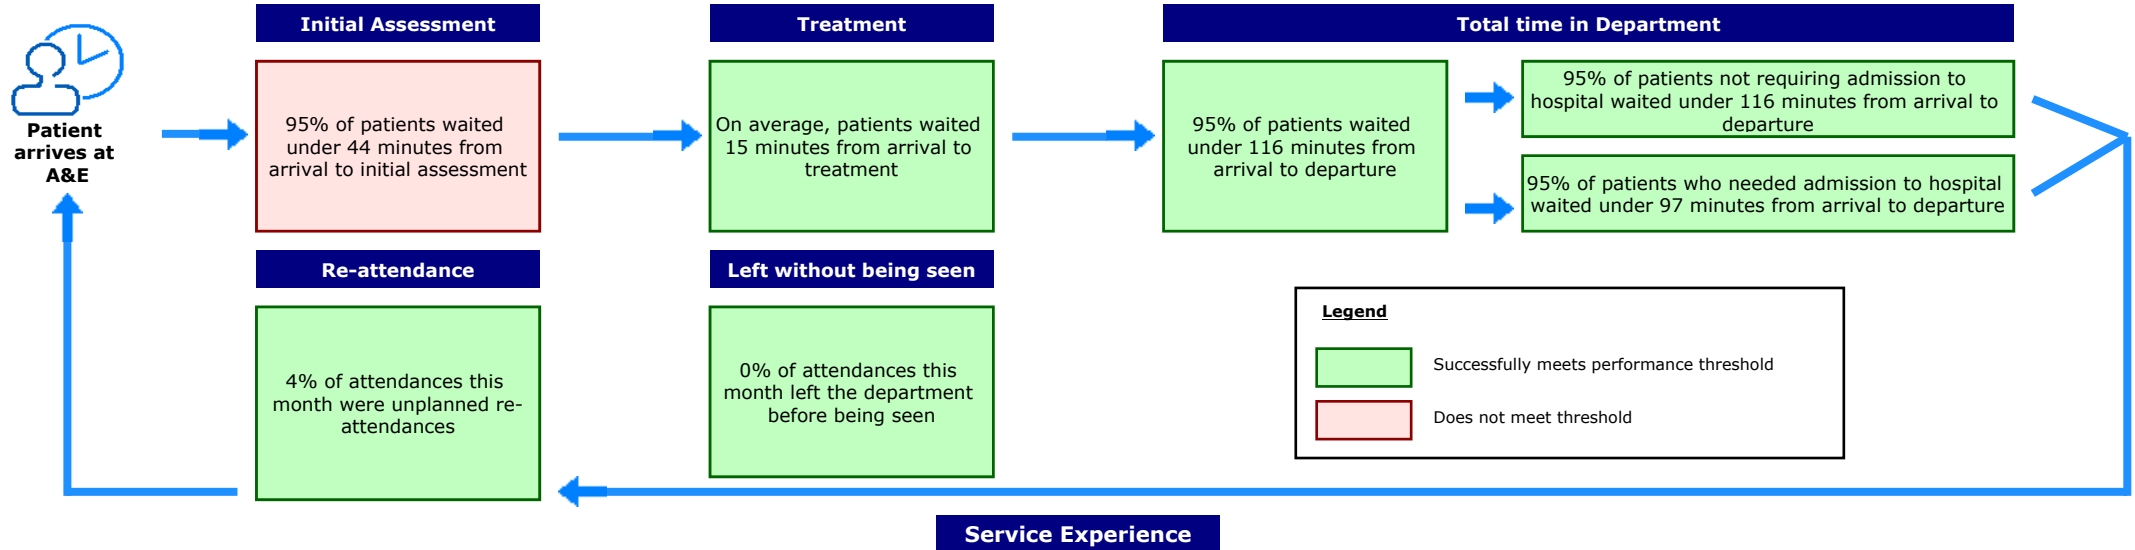 Initial Assessment
Treatment
Total time in Department
Patient
arrives at
A&E
95% of patients waited
under 44 minutes from
arrival to initial assessment
On average, patients waited
15 minutes from arrival to
treatment
95% of patients waited
under 116 minutes from
arrival to departure
95% of patients not requiring admission to
hospital waited under 116 minutes from arrival to
departure
95% of patients who needed admission to hospital
waited under 97 minutes from arrival to departure
Re-attendance
Left without being seen
4% of attendances this
month were unplanned re-
attendances
0% of attendances this
month left the department
before being seen
Legend
Successfully meets performance threshold
Does not meet threshold
Service Experience